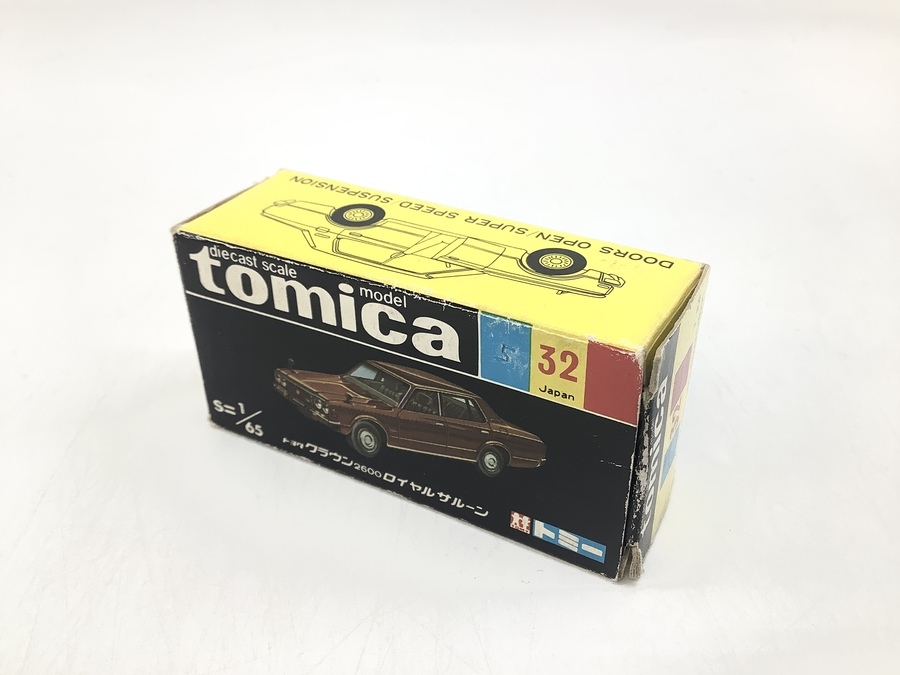 DOORS OPEN SUPER SPEED SUSPENSION
diecast scale
tomica
model
5
32
Japan
S=1/65
トヨタ クラウン2600ロイヤルサルーン
トミー